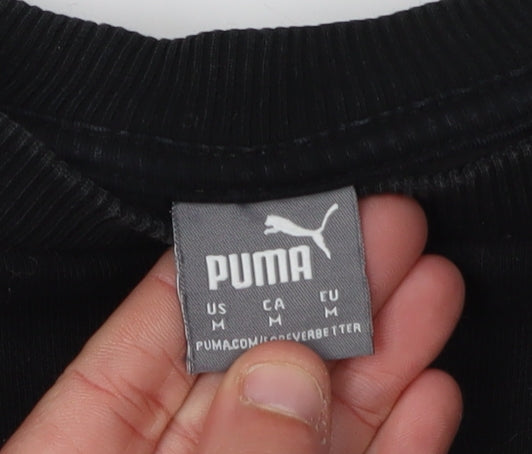 PUMA
US CA EU
M M M
PUMA.COM/FOREVERBETTER